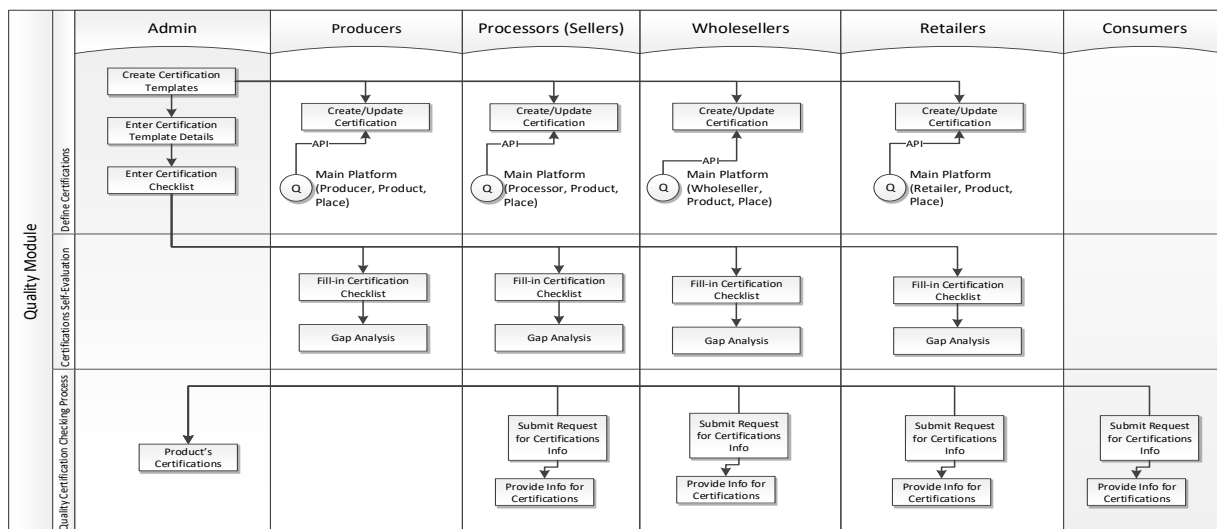 Admin
Producers
Processors (Sellers)
Wholesellers
Retailers
Consumers
Quality Module
Define Certifications
Create Certification
Templates
Enter Certification
Template Details
Enter Certification
Checklist
Create/Update
Certification
API
Q
Main Platform
(Producer, Product,
Place)
Create/Update
Certification
API
Q
Main Platform
(Processor, Product,
Place)
Create/Update
Certification
API
Q
Main Platform
(Wholeseller,
Product, Place)
Create/Update
Certification
API
Q
Main Platform
(Retailer, Product,
Place)
Certifications Self-Evaluation
Fill-in Certification
Checklist
Gap Analysis
Fill-in Certification
Checklist
Gap Analysis
Fill-in Certification
Checklist
Gap Analysis
Fill-in Certification
Checklist
Gap Analysis
Quality Certification Checking Process
Product's
Certifications
Submit Request
for Certifications
Info
Provide Info for
Certifications
Submit Request
for Certifications
Info
Provide Info for
Certifications
Submit Request
for Certifications
Info
Provide Info for
Certifications
Submit Request
for Certifications
Info
Provide Info for
Certifications